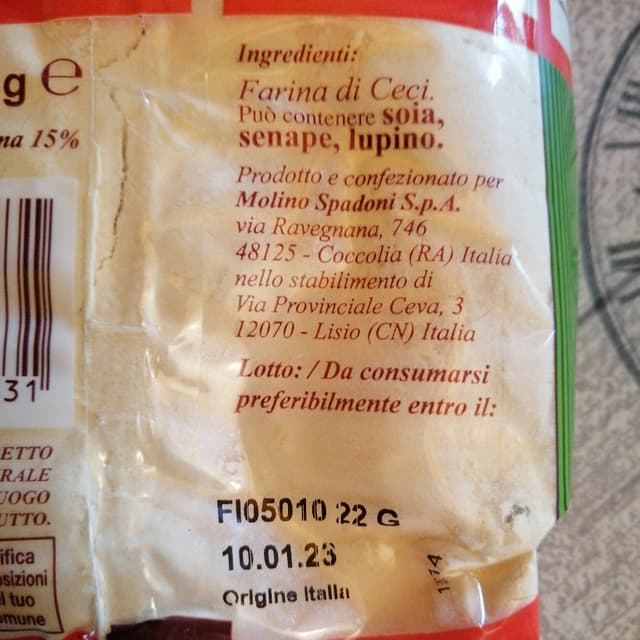 g e
na 15%
31
ETTO
RALE
UOGO
UTTO.
ifica
osizioni
l tuo
omune
Ingredienti:
Farina di Ceci.
Può contenere soia,
senape, lupino.
Prodotto e confezionato per
Molino Spadoni S.p.A.
via Ravegnana, 746
48125 - Coccolia (RA) Italia
nello stabilimento di
Via Provinciale Ceva, 3
12070 - Lisio (CN) Italia
Lotto: / Da consumarsi
preferibilmente entro il:
FI05010 22 G
10.01.23
Origine Italia